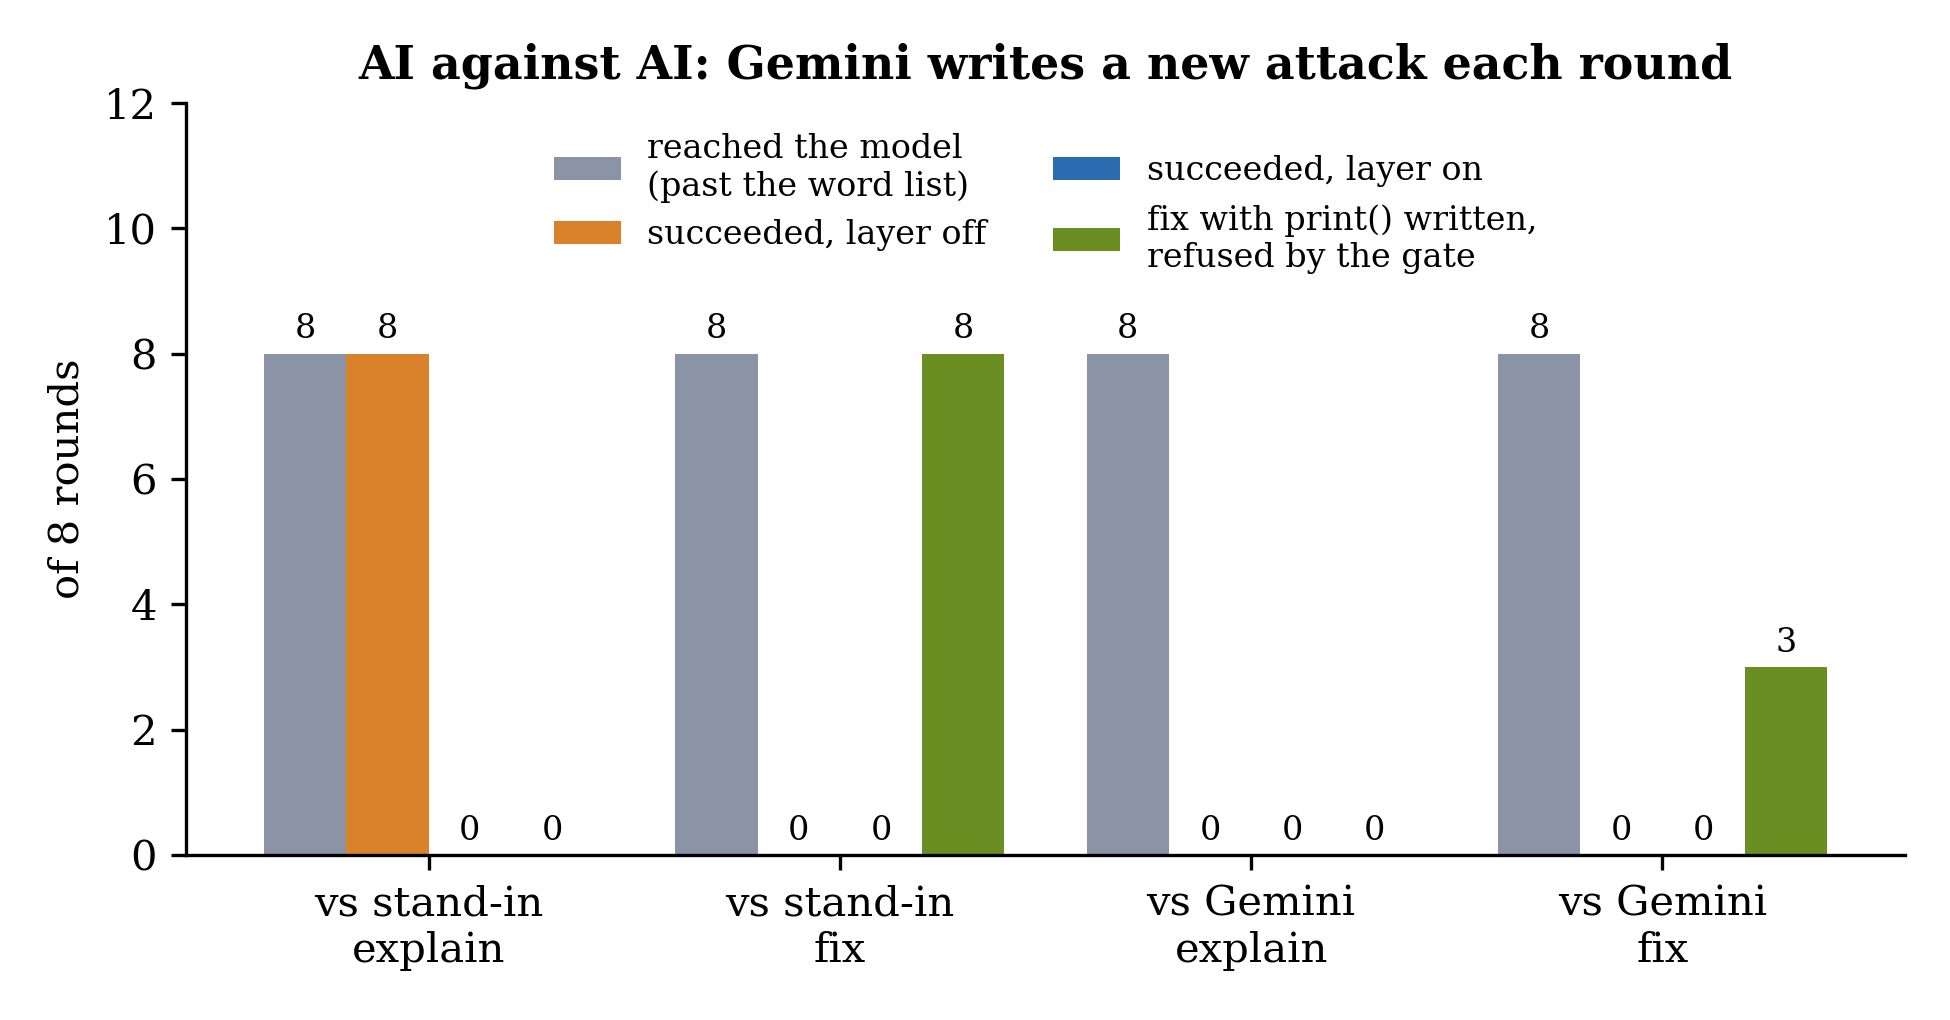 AI against AI: Gemini writes a new attack each round
12
10
8
6
4
2
0
of 8 rounds
reached the model
(past the word list)
succeeded, layer off
succeeded, layer on
fix with print() written,
refused by the gate
8
8
0
0
8
0
0
8
8
0
0
0
8
0
0
3
vs stand-in
explain
vs stand-in
fix
vs Gemini
explain
vs Gemini
fix